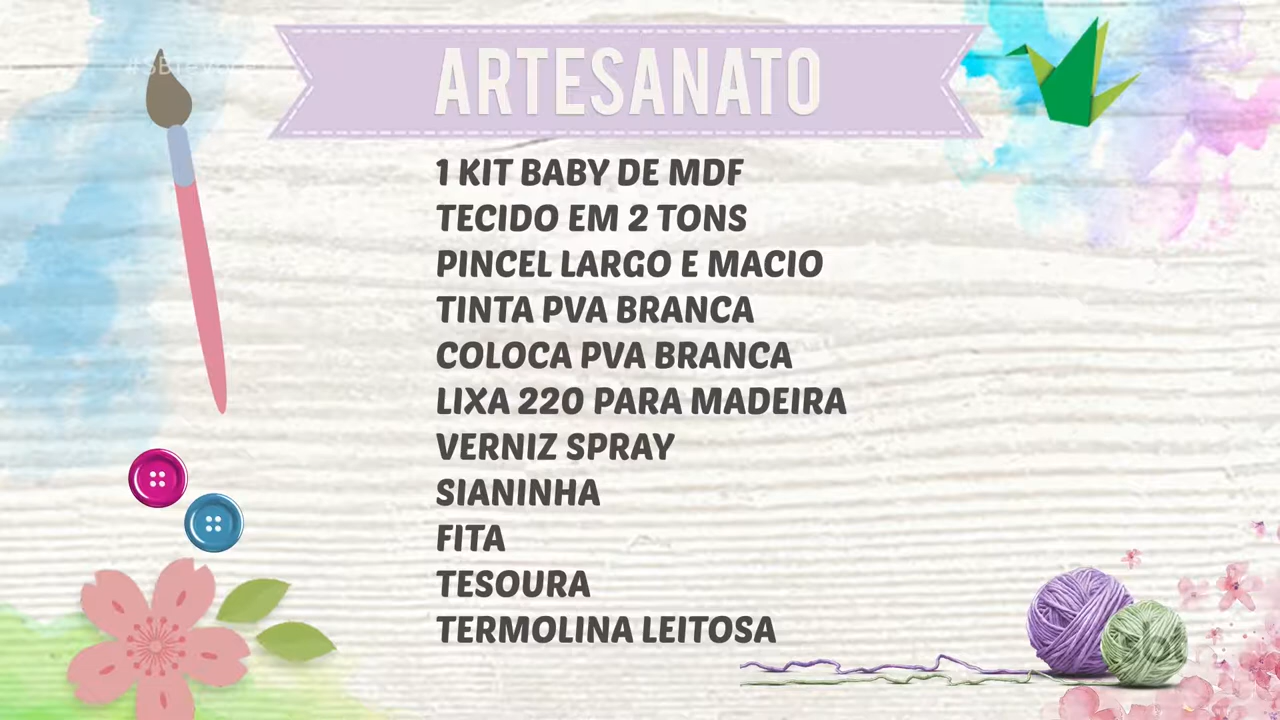 #SBTeVocê
ARTESANATO
1 KIT BABY DE MDF
TECIDO EM 2 TONS
PINCEL LARGO E MACIO
TINTA PVA BRANCA
COLOCA PVA BRANCA
LIXA 220 PARA MADEIRA
VERNIZ SPRAY
SIANINHA
FITA
TESOURA
TERMOLINA LEITOSA